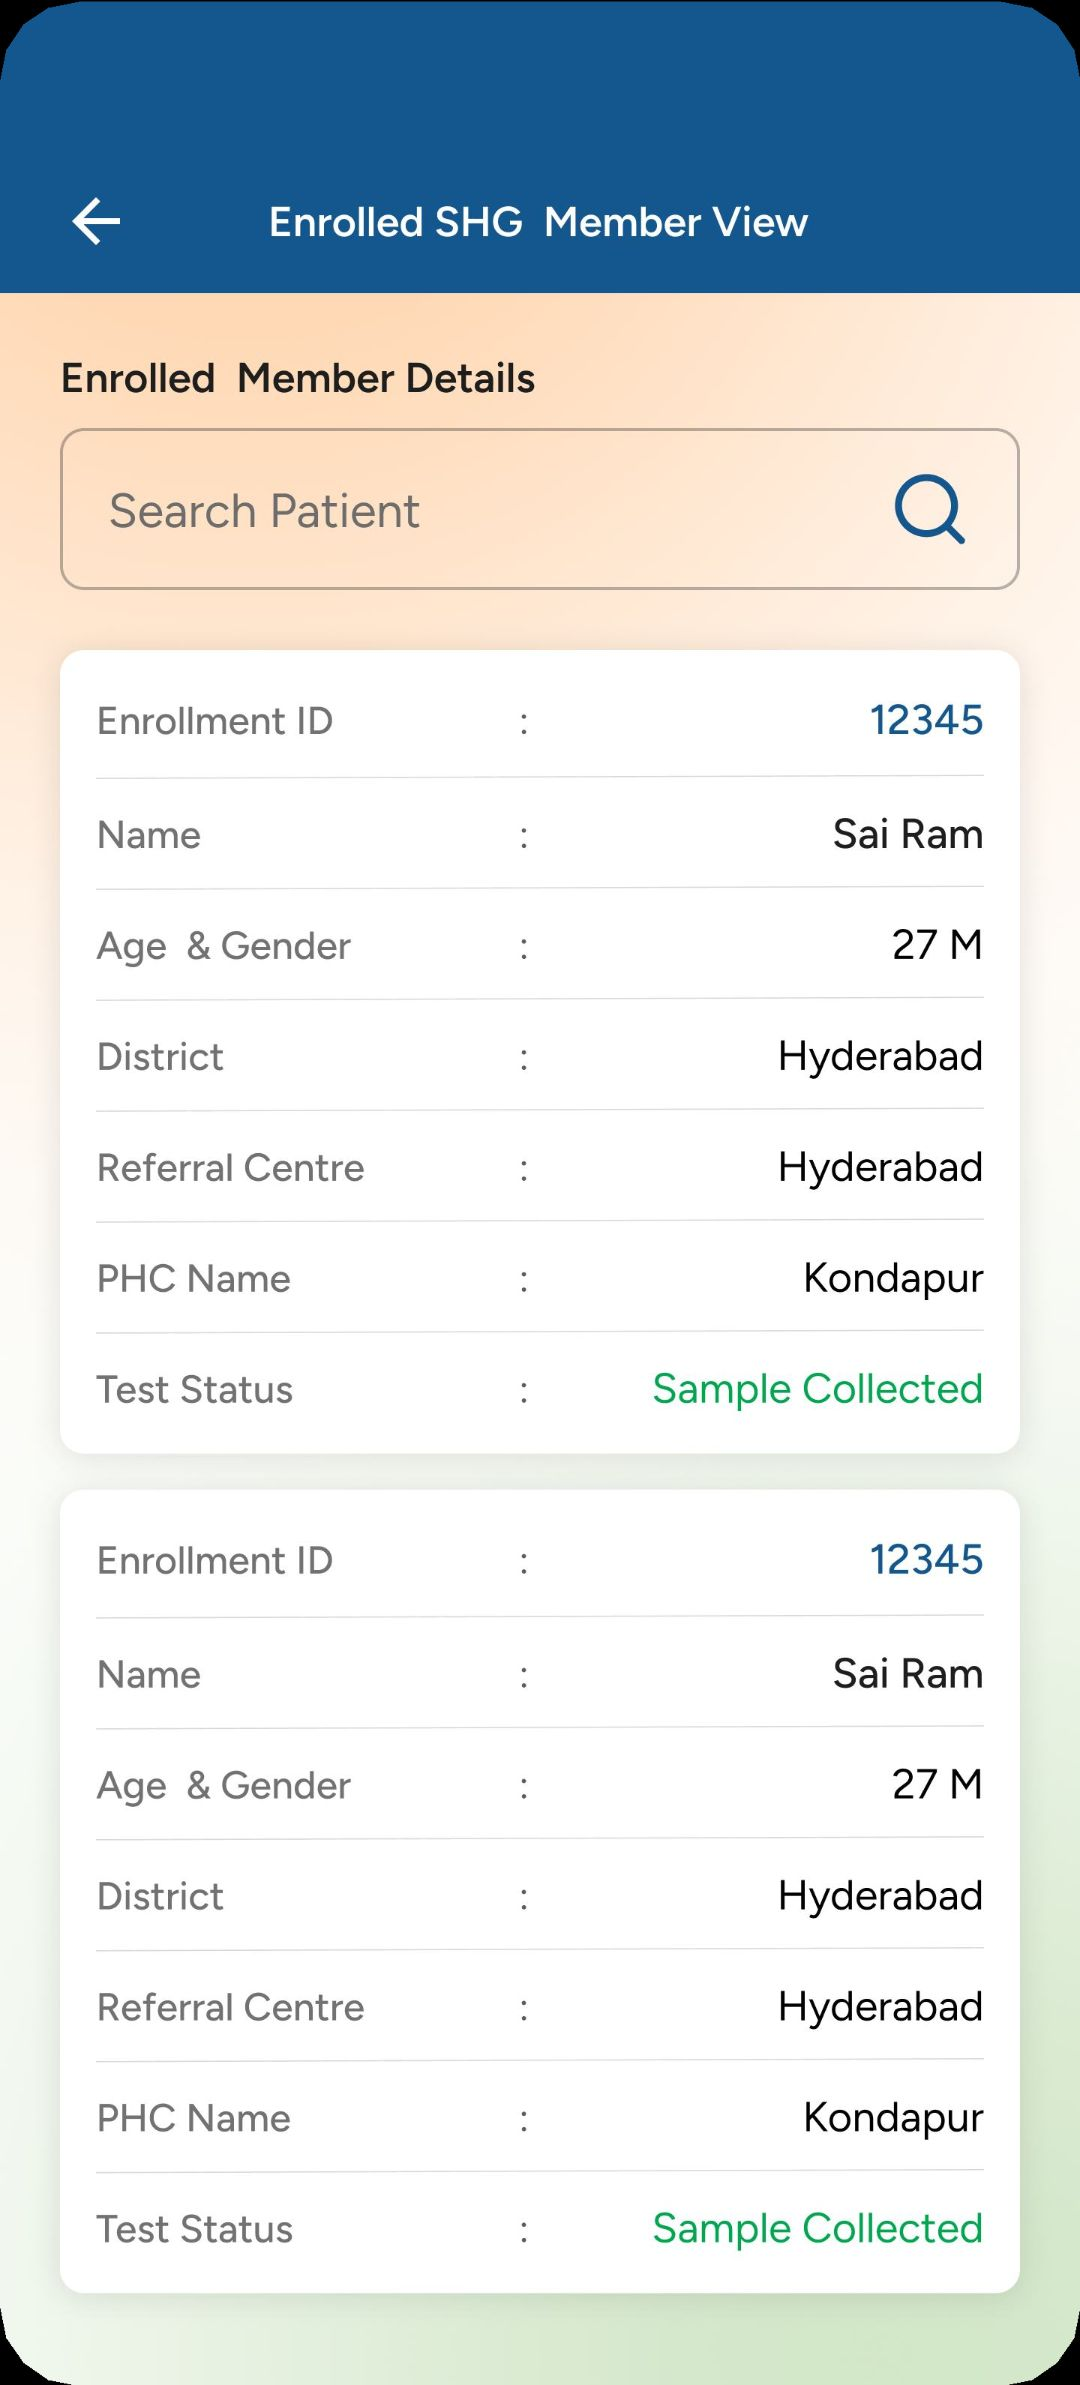 Enrolled SHG  Member View
Enrolled  Member Details
Search Patient
Enrollment ID : 12345
Name : Sai Ram
Age  & Gender : 27 M
District : Hyderabad
Referral Centre : Hyderabad
PHC Name : Kondapur
Test Status : Sample Collected
Enrollment ID : 12345
Name : Sai Ram
Age  & Gender : 27 M
District : Hyderabad
Referral Centre : Hyderabad
PHC Name : Kondapur
Test Status : Sample Collected